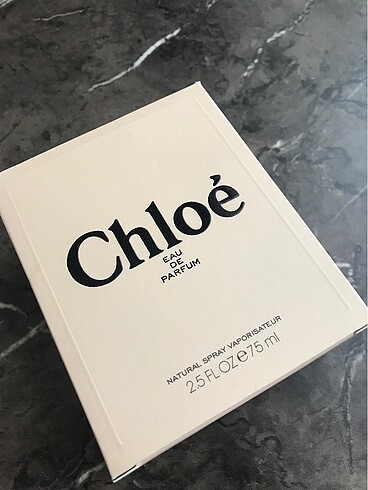 Chloé
EAU
DE
PARFUM
NATURAL SPRAY VAPORISATEUR
2.5 FL OZ ℮ 75 ml